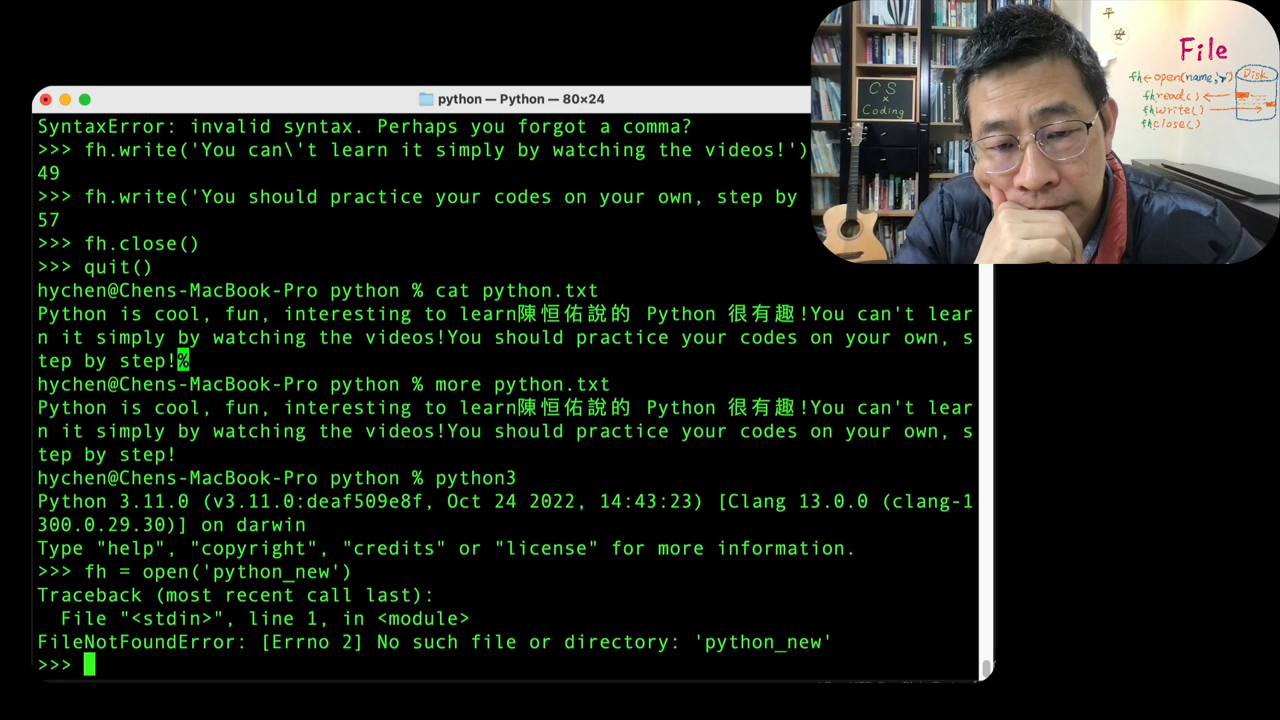 python — Python — 80×24
SyntaxError: invalid syntax. Perhaps you forgot a comma?
>>> fh.write('You can\'t learn it simply by watching the videos!')
49
>>> fh.write('You should practice your codes on your own, step by
57
>>> fh.close()
>>> quit()
hychen@Chens-MacBook-Pro python % cat python.txt
Python is cool, fun, interesting to learn陳恒佑說的 Python 很有趣!You can't lear
n it simply by watching the videos!You should practice your codes on your own, s
tep by step!%
hychen@Chens-MacBook-Pro python % more python.txt
Python is cool, fun, interesting to learn陳恒佑說的 Python 很有趣!You can't lear
n it simply by watching the videos!You should practice your codes on your own, s
tep by step!
hychen@Chens-MacBook-Pro python % python3
Python 3.11.0 (v3.11.0:deaf509e8f, Oct 24 2022, 14:43:23) [Clang 13.0.0 (clang-1
300.0.29.30)] on darwin
Type "help", "copyright", "credits" or "license" for more information.
>>> fh = open('python_new')
Traceback (most recent call last):
  File "<stdin>", line 1, in <module>
FileNotFoundError: [Errno 2] No such file or directory: 'python_new'
>>>
CS
×
Coding
平
安
File
fh←open(name,'r') Disk
fh.read() ←
fh.write() →
fh.close()